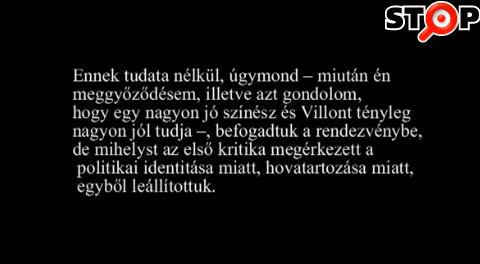 STOP
Ennek tudata nélkül, úgymond – miután én
meggyőződésem, illetve azt gondolom,
hogy egy nagyon jó színész és Villont tényleg
nagyon jól tudja –, befogadtuk a rendezvénybe,
de mihelyst az első kritika megérkezett a
politikai identitása miatt, hovatartozása miatt,
egyből leállítottuk.